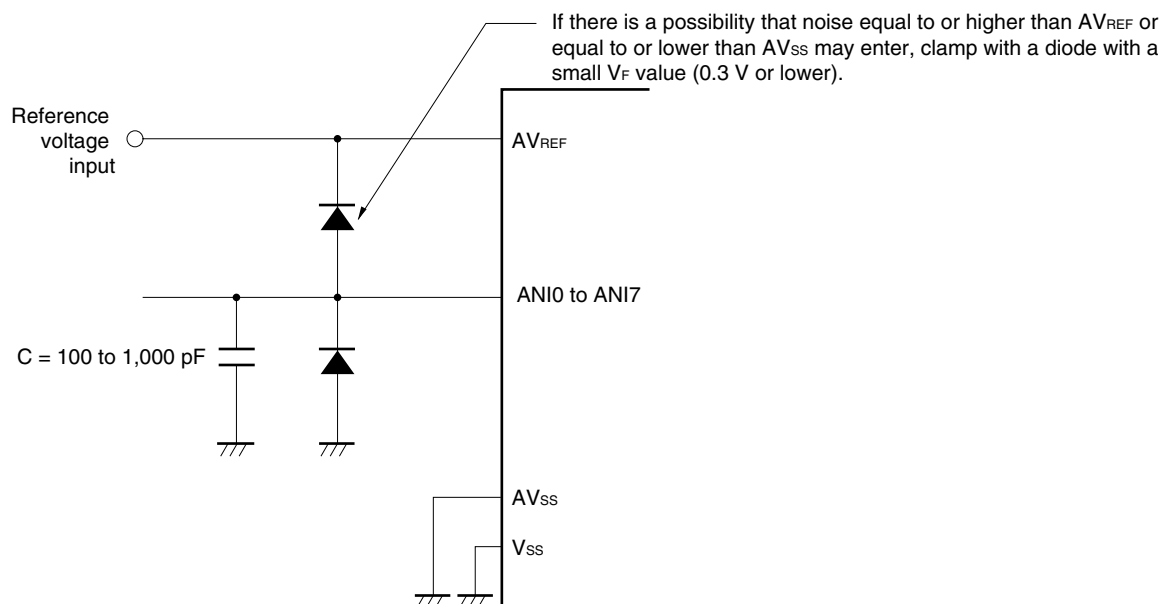 If there is a possibility that noise equal to or higher than AVREF or
equal to or lower than AVSS may enter, clamp with a diode with a
small VF value (0.3 V or lower).
Reference
voltage
input
AVREF
ANI0 to ANI7
C = 100 to 1,000 pF
AVSS
VSS